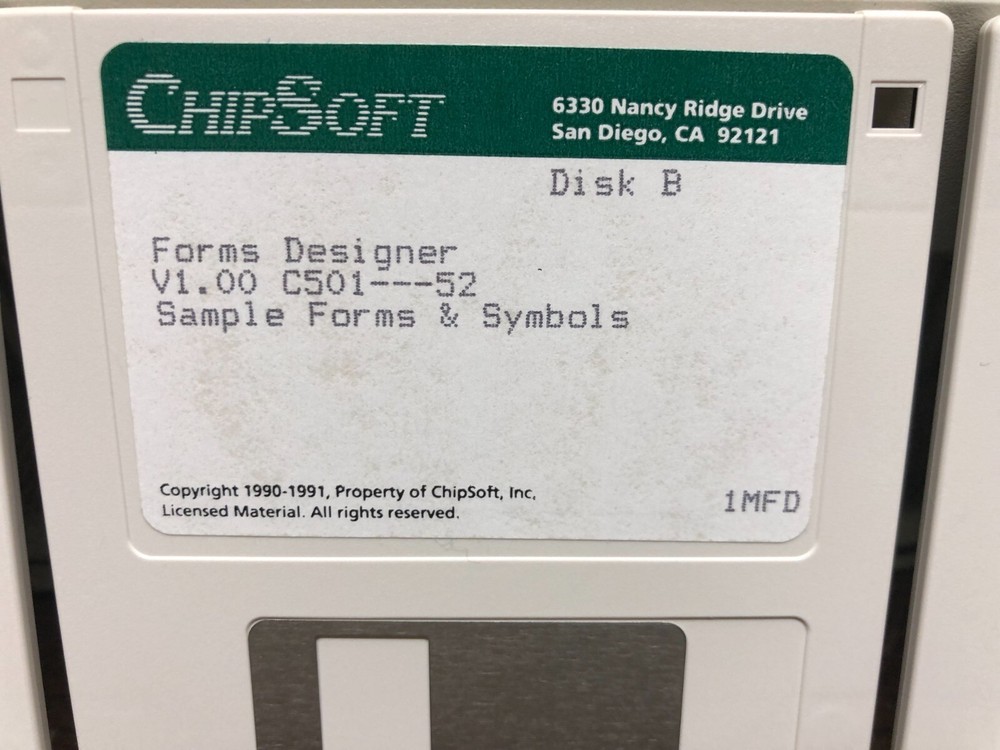 CHIPSOFT
6330 Nancy Ridge Drive
San Diego, CA 92121
Disk B
Forms Designer
V1.00 C501---52
Sample Forms & Symbols
Copyright 1990-1991, Property of ChipSoft, Inc.
Licensed Material. All rights reserved.
1MFD